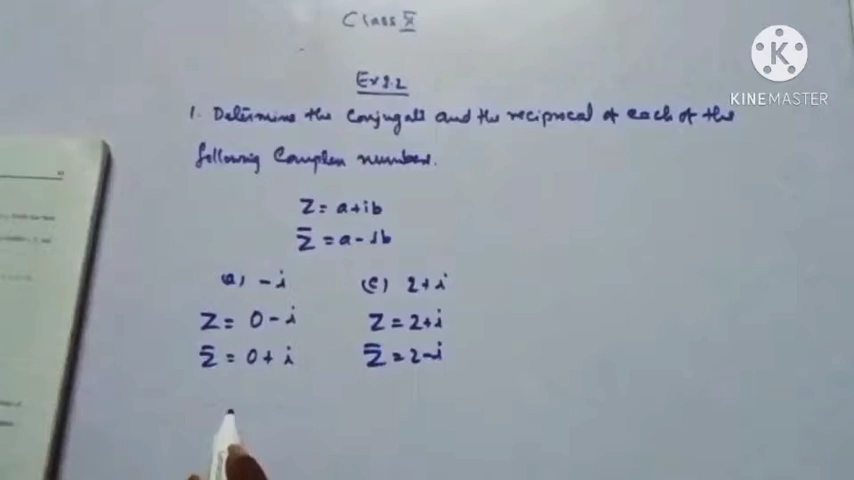 Class X
K
KINEMASTER
Ex 2.2
1. Determine the Conjugate and the reciprocal of each of the
following Complex numbers.
Z = a+ib
Z̄ = a-ib
(a) -i (c) 2+i
Z = 0-i Z = 2+i
Z̄ = 0+i Z̄ = 2-i